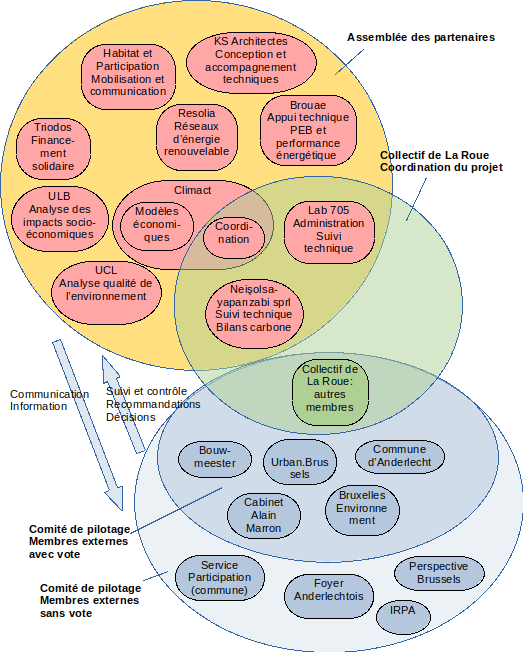 Assemblée des partenaires
KS Architectes
Conception et
accompagnement
techniques
Habitat et
Participation
Mobilisation et
communication
Resolia
Réseaux
d'énergie
renouvelable
Brouae
Appui technique
PEB et
performance
énergétique
Triodos
Finance-
ment
solidaire
Collectif de La Roue
Coordination du projet
Climact
Modèles
économi-
ques
Coordi-
nation
ULB
Analyse des
impacts socio-
économiques
Lab 705
Administration
Suivi
technique
UCL
Analyse qualité de
l'environnement
Neişolsa-
yapanzabi sprl
Suivi technique
Bilans carbone
Collectif de
La Roue:
autres
membres
Communication
Information
Suivi et contrôle
Recommandations
Décisions
Bouw-
meester
Urban.Brus
sels
Commune
d'Anderlecht
Cabinet
Alain
Marron
Bruxelles
Environne
ment
Comité de pilotage
Membres externes
avec vote
Comité de pilotage
Membres externes
sans vote
Service
Participation
(commune)
Foyer
Anderlechtois
Perspective
Brussels
IRPA